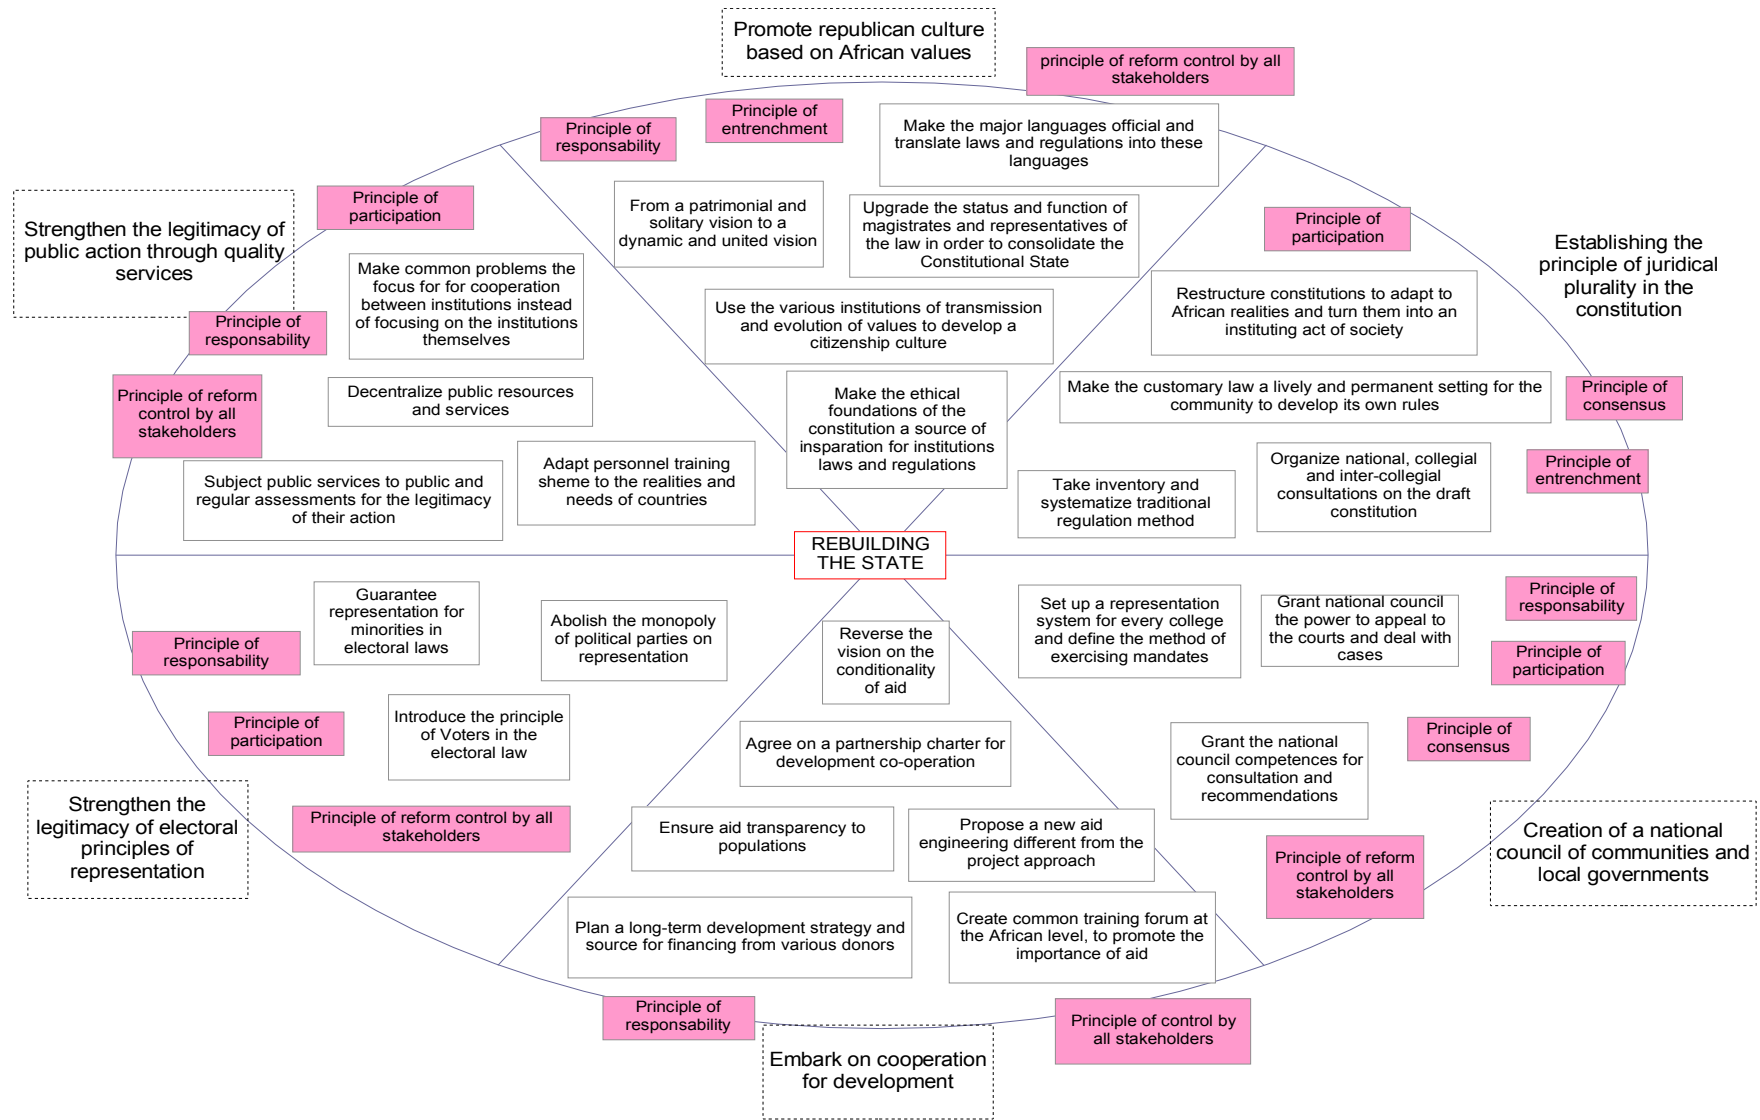 Promote republican culture
based on African values
principle of reform control by all
stakeholders
Principle of
entrenchment
Principle of
responsability
Make the major languages official and
translate laws and regulations into these
languages
Principle of
participation
From a patrimonial and
solitary vision to a
dynamic and united vision
Upgrade the status and function of
magistrates and representatives of
the law in order to consolidate the
Constitutional State
Principle of
participation
Strengthen the legitimacy of
public action through quality
services
Establishing the
principle of juridical
plurality in the
constitution
Make common problems the
focus for for cooperation
between institutions instead
of focusing on the institutions
themselves
Use the various institutions of transmission
and evolution of values to develop a
citizenship culture
Restructure constitutions to adapt to
African realities and turn them into an
instituting act of society
Principle of
responsability
Principle of reform
control by all
stakeholders
Decentralize public resources
and services
Make the ethical
foundations of the
constitution a source of
insparation for institutions
laws and regulations
Make the customary law a lively and permanent setting for the
community to develop its own rules
Principle of
consensus
Subject public services to public and
regular assessments for the legitimacy
of their action
Adapt personnel training
sheme to the realities and
needs of countries
Take inventory and
systematize traditional
regulation method
Organize national, collegial
and inter-collegial
consultations on the draft
constitution
Principle of
entrenchment
REBUILDING
THE STATE
Guarantee
representation for
minorities in
electoral laws
Abolish the monopoly
of political parties on
representation
Reverse the
vision on the
conditionality
of aid
Set up a representation
system for every college
and define the method of
exercising mandates
Grant national council
the power to appeal to
the courts and deal with
cases
Principle of
responsability
Principle of
responsability
Principle of
participation
Principle of
participation
Introduce the principle
of Voters in the
electoral law
Agree on a partnership charter for
development co-operation
Grant the national
council competences for
consultation and
recommendations
Principle of
consensus
Strengthen the
legitimacy of electoral
principles of
representation
Principle of reform control by all
stakeholders
Ensure aid transparency to
populations
Propose a new aid
engineering different from the
project approach
Principle of reform
control by all
stakeholders
Creation of a national
council of communities and
local governments
Plan a long-term development strategy and
source for financing from various donors
Create common training forum at
the African level, to promote the
importance of aid
Principle of
responsability
Principle of control by
all stakeholders
Embark on cooperation
for development